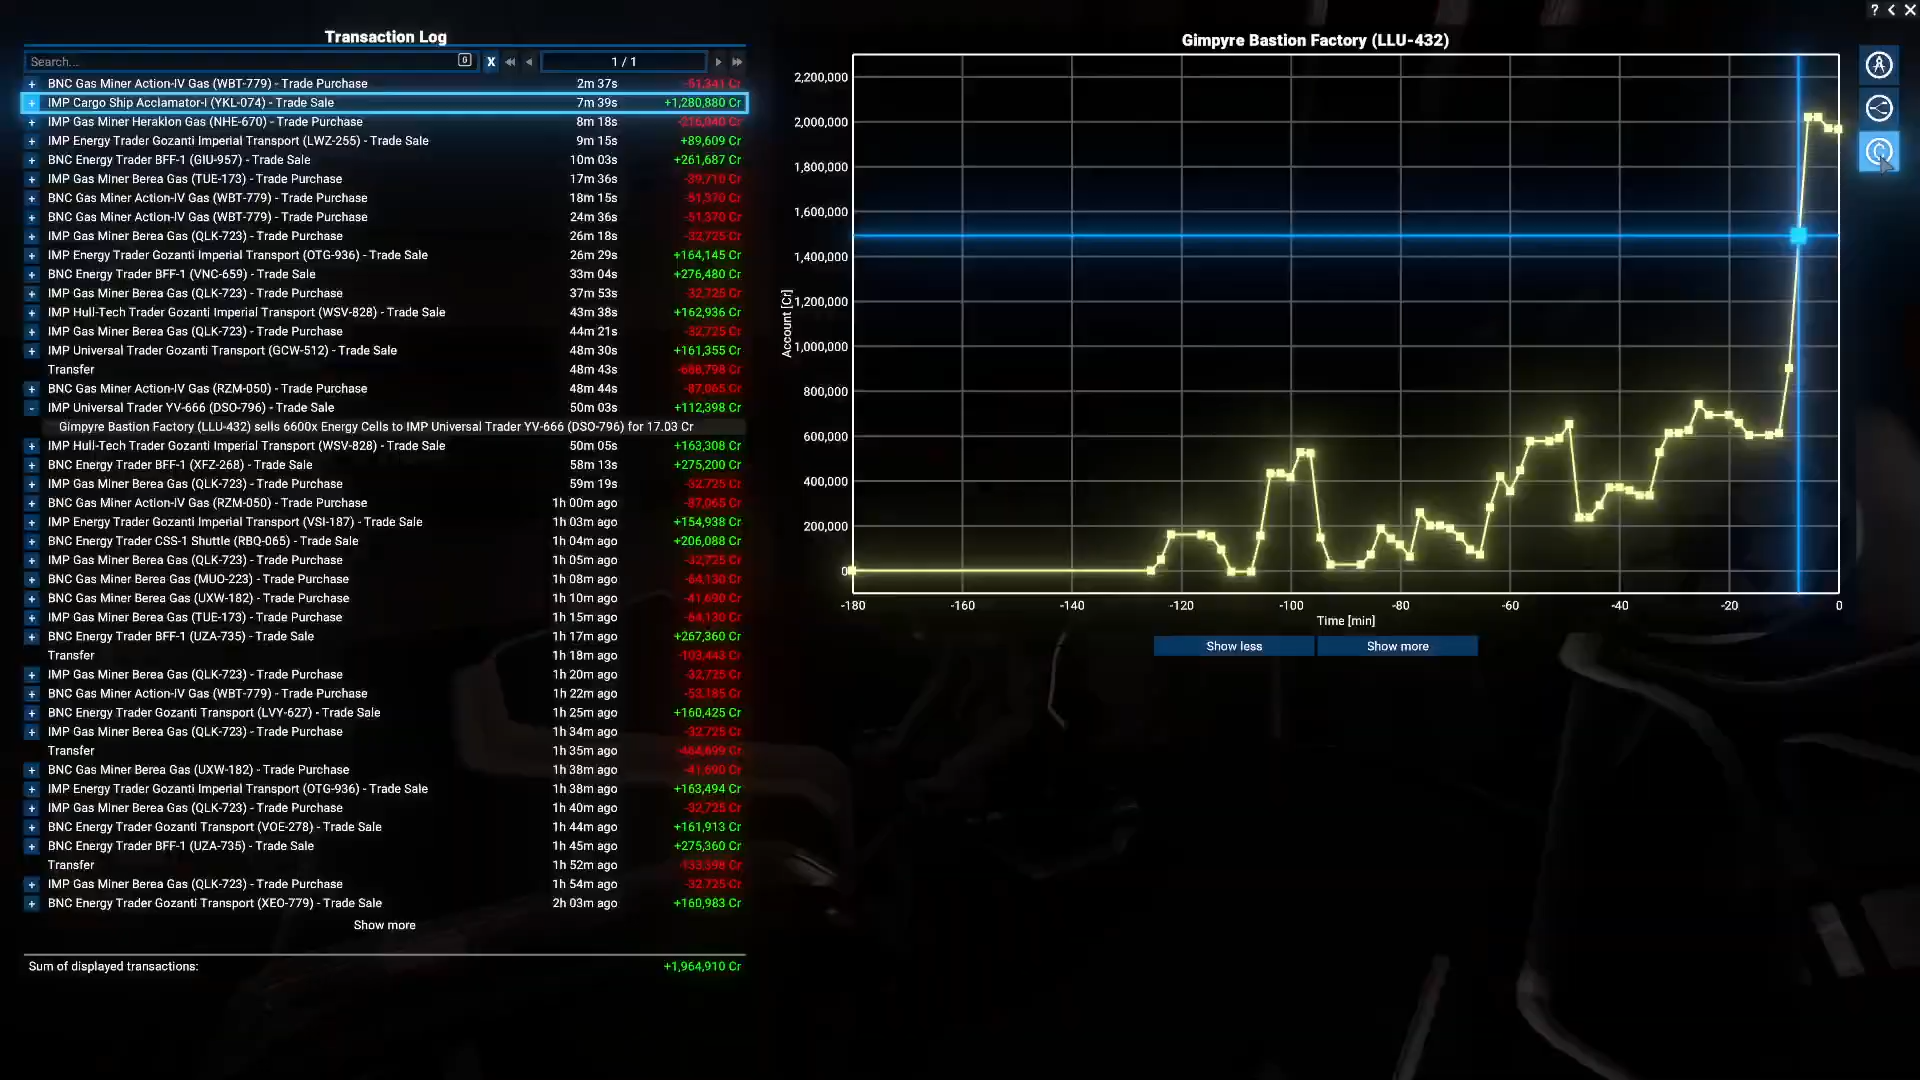 ? < X
Transaction Log
Search... X 1 / 1
+ BNC Gas Miner Action-IV Gas (WBT-779) - Trade Purchase 2m 37s -51,341 Cr
+ IMP Cargo Ship Acclamator-I (YKL-074) - Trade Sale 7m 39s +1,280,880 Cr
+ IMP Gas Miner Heraklon Gas (NHE-670) - Trade Purchase 8m 18s -216,840 Cr
+ IMP Energy Trader Gozanti Imperial Transport (LWZ-255) - Trade Sale 9m 15s +89,609 Cr
+ BNC Energy Trader BFF-1 (GIU-957) - Trade Sale 10m 03s +261,687 Cr
+ IMP Gas Miner Berea Gas (TUE-173) - Trade Purchase 17m 36s -39,710 Cr
+ BNC Gas Miner Action-IV Gas (WBT-779) - Trade Purchase 18m 15s -51,370 Cr
+ BNC Gas Miner Action-IV Gas (WBT-779) - Trade Purchase 24m 36s -51,370 Cr
+ IMP Gas Miner Berea Gas (QLK-723) - Trade Purchase 26m 18s -32,725 Cr
+ IMP Energy Trader Gozanti Imperial Transport (OTG-936) - Trade Sale 26m 29s +164,145 Cr
+ BNC Energy Trader BFF-1 (VNC-659) - Trade Sale 33m 04s +276,480 Cr
+ IMP Gas Miner Berea Gas (QLK-723) - Trade Purchase 37m 53s -32,725 Cr
+ IMP Hull-Tech Trader Gozanti Imperial Transport (WSV-828) - Trade Sale 43m 38s +162,936 Cr
+ IMP Gas Miner Berea Gas (QLK-723) - Trade Purchase 44m 21s -32,725 Cr
+ IMP Universal Trader Gozanti Transport (GCW-512) - Trade Sale 48m 30s +161,355 Cr
Transfer 48m 43s -688,798 Cr
+ BNC Gas Miner Action-IV Gas (RZM-050) - Trade Purchase 48m 44s -87,065 Cr
- IMP Universal Trader YV-666 (DSO-796) - Trade Sale 50m 03s +112,398 Cr
Gimpyre Bastion Factory (LLU-432) sells 6600x Energy Cells to IMP Universal Trader YV-666 (DSO-796) for 17.03 Cr
+ IMP Hull-Tech Trader Gozanti Imperial Transport (WSV-828) - Trade Sale 50m 05s +163,308 Cr
+ BNC Energy Trader BFF-1 (XFZ-268) - Trade Sale 58m 13s +275,200 Cr
+ IMP Gas Miner Berea Gas (QLK-723) - Trade Purchase 59m 19s -32,725 Cr
+ BNC Gas Miner Action-IV Gas (RZM-050) - Trade Purchase 1h 00m ago -87,065 Cr
+ IMP Energy Trader Gozanti Imperial Transport (VSI-187) - Trade Sale 1h 03m ago +154,938 Cr
+ BNC Energy Trader CSS-1 Shuttle (RBQ-065) - Trade Sale 1h 04m ago +206,088 Cr
+ IMP Gas Miner Berea Gas (QLK-723) - Trade Purchase 1h 05m ago -32,725 Cr
+ BNC Gas Miner Berea Gas (MUO-223) - Trade Purchase 1h 08m ago -64,130 Cr
+ BNC Gas Miner Berea Gas (UXW-182) - Trade Purchase 1h 10m ago -41,690 Cr
+ IMP Gas Miner Berea Gas (TUE-173) - Trade Purchase 1h 15m ago -64,130 Cr
+ BNC Energy Trader BFF-1 (UZA-735) - Trade Sale 1h 17m ago +267,360 Cr
Transfer 1h 18m ago -103,443 Cr
+ IMP Gas Miner Berea Gas (QLK-723) - Trade Purchase 1h 20m ago -32,725 Cr
+ BNC Gas Miner Action-IV Gas (WBT-779) - Trade Purchase 1h 22m ago -53,185 Cr
+ BNC Energy Trader Gozanti Transport (LVY-627) - Trade Sale 1h 25m ago +160,425 Cr
+ IMP Gas Miner Berea Gas (QLK-723) - Trade Purchase 1h 34m ago -32,725 Cr
Transfer 1h 35m ago -464,699 Cr
+ BNC Gas Miner Berea Gas (UXW-182) - Trade Purchase 1h 38m ago -41,690 Cr
+ IMP Energy Trader Gozanti Imperial Transport (OTG-936) - Trade Sale 1h 38m ago +163,494 Cr
+ IMP Gas Miner Berea Gas (QLK-723) - Trade Purchase 1h 40m ago -32,725 Cr
+ BNC Energy Trader Gozanti Transport (VOE-278) - Trade Sale 1h 44m ago +161,913 Cr
+ BNC Energy Trader BFF-1 (UZA-735) - Trade Sale 1h 45m ago +275,360 Cr
Transfer 1h 52m ago -133,398 Cr
+ IMP Gas Miner Berea Gas (QLK-723) - Trade Purchase 1h 54m ago -32,725 Cr
+ BNC Energy Trader Gozanti Transport (XEO-779) - Trade Sale 2h 03m ago +160,983 Cr
Show more
Sum of displayed transactions: +1,964,910 Cr
Gimpyre Bastion Factory (LLU-432)
Account [Cr]
2,200,000
2,000,000
1,800,000
1,600,000
1,400,000
1,200,000
1,000,000
800,000
600,000
400,000
200,000
0
-180 -160 -140 -120 -100 -80 -60 -40 -20 0
Time [min]
Show less Show more